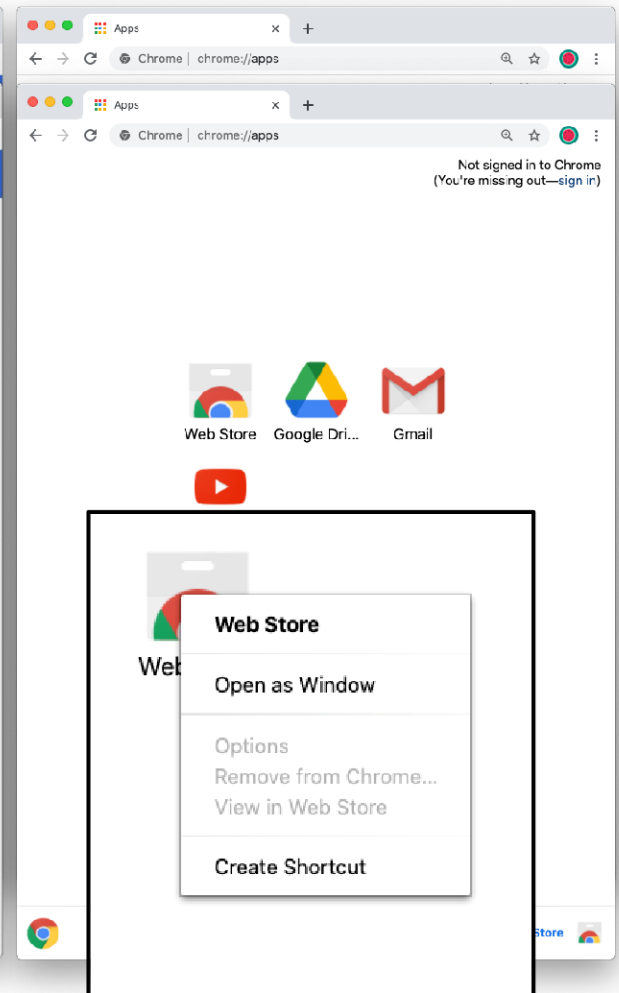 Apps
Chrome | chrome://apps
Apps
Chrome | chrome://apps
Not signed in to Chrome
(You're missing out—sign in)
Web Store
Google Dri...
Gmail
Web Store
Open as Window
Options
Remove from Chrome...
View in Web Store
Create Shortcut
Store